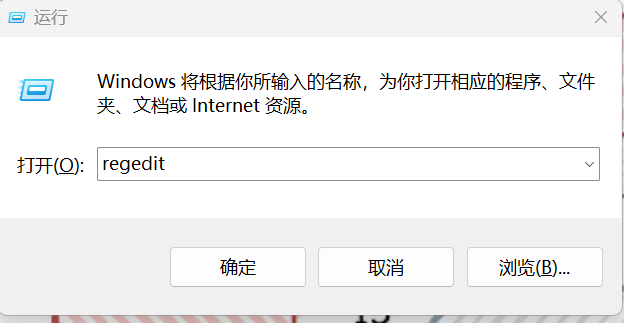 运行
Windows 将根据你所输入的名称，为你打开相应的程序、文件
夹、文档或 Internet 资源。
打开(O): regedit
确定 取消 浏览(B)...